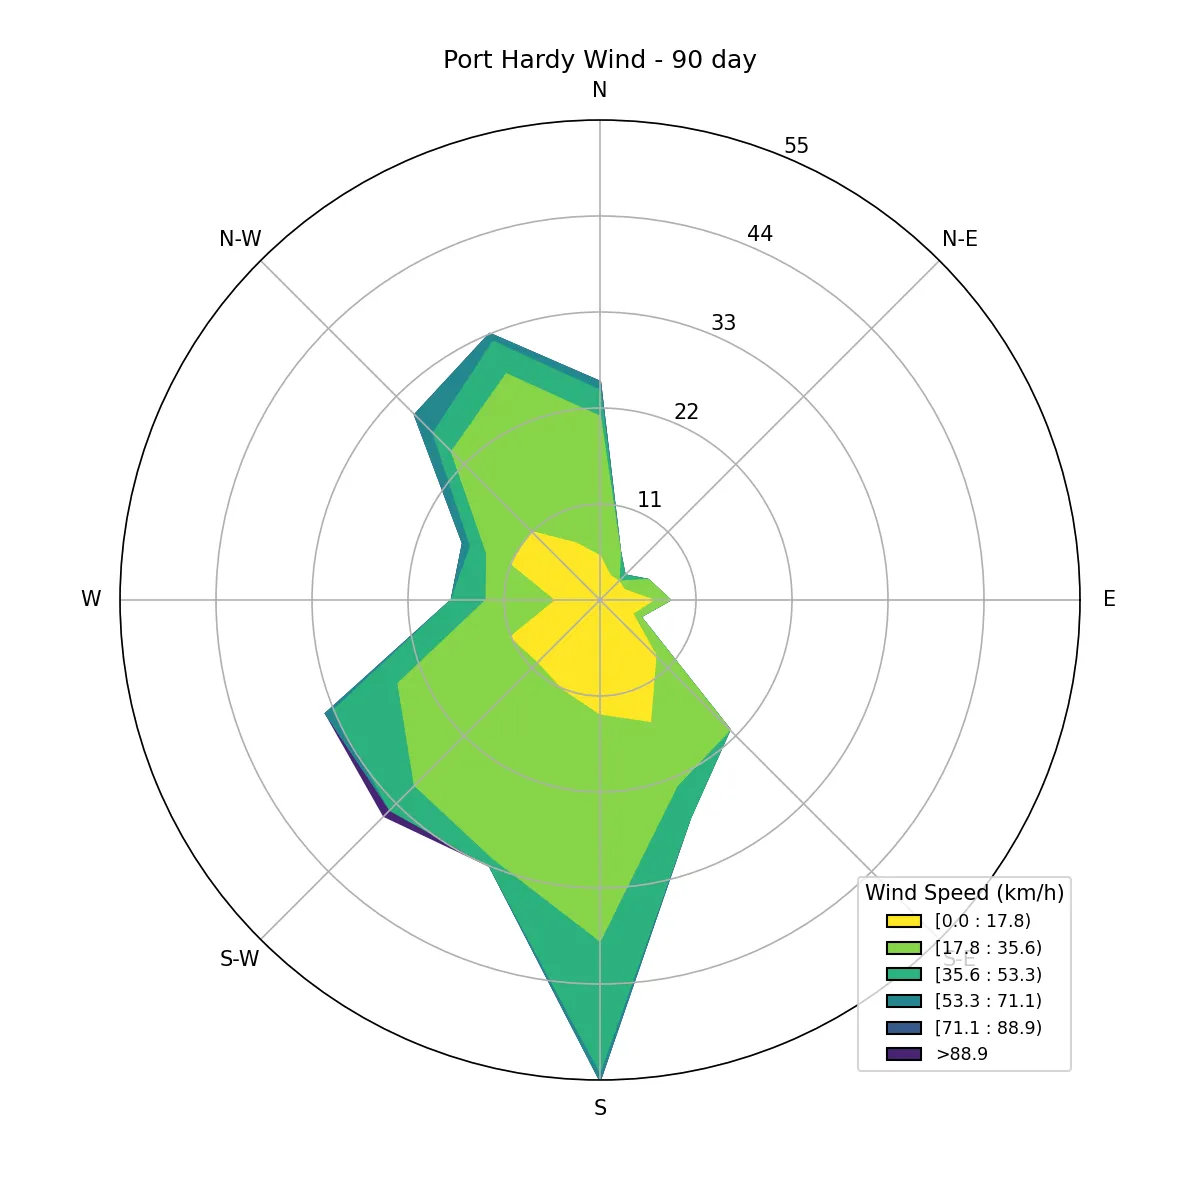 Port Hardy Wind - 90 day
N
55
N-W
44
N-E
33
22
11
W
E
Wind Speed (km/h)
[0.0 : 17.8)
[17.8 : 35.6)
S-W
S-E
[35.6 : 53.3)
[53.3 : 71.1)
[71.1 : 88.9)
>88.9
S